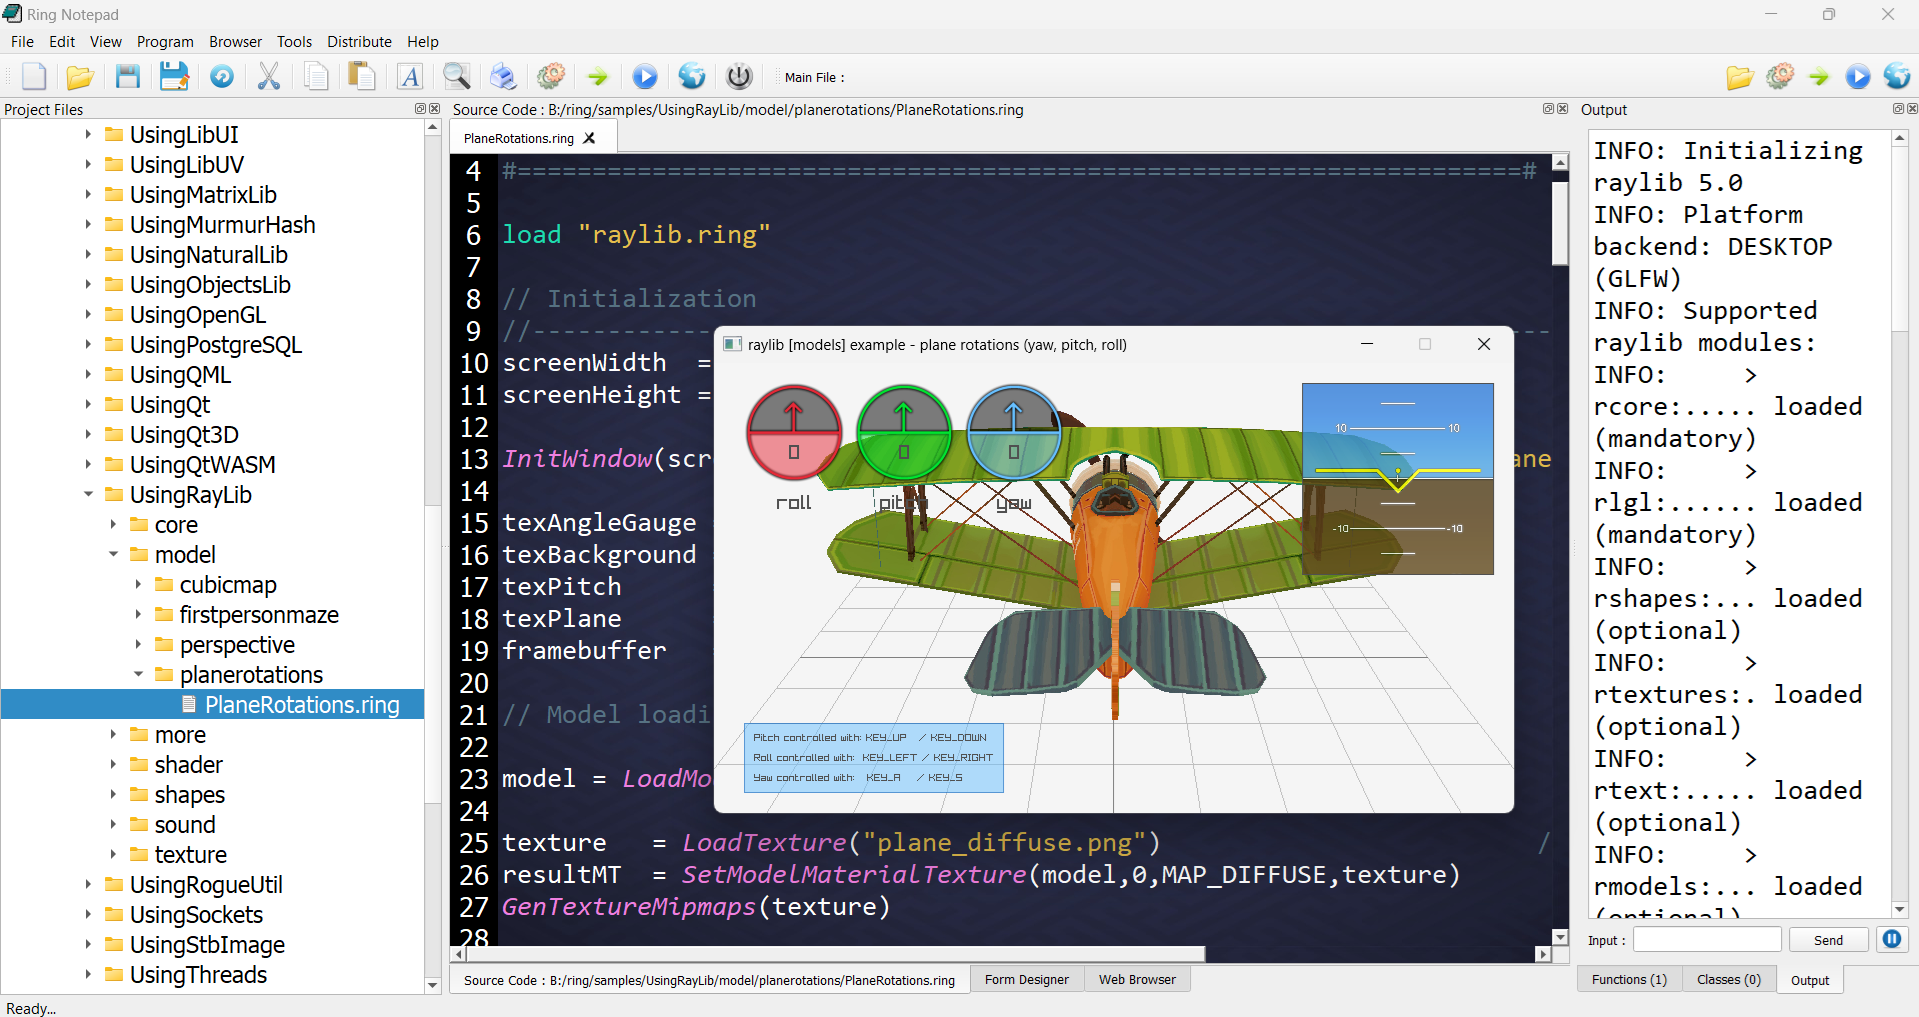 Ring Notepad
File Edit View Program Browser Tools Distribute Help
Main File :
Project Files
UsingLibUI
UsingLibUV
UsingMatrixLib
UsingMurmurHash
UsingNaturalLib
UsingObjectsLib
UsingOpenGL
UsingPostgreSQL
UsingQML
UsingQt
UsingQt3D
UsingQtWASM
UsingRayLib
core
model
cubicmap
firstpersonmaze
perspective
planerotations
PlaneRotations.ring
more
shader
shapes
sound
texture
UsingRogueUtil
UsingSockets
UsingStbImage
UsingThreads
Source Code : B:/ring/samples/UsingRayLib/model/planerotations/PlaneRotations.ring
PlaneRotations.ring
4 #===================================================================#
5
6 load "raylib.ring"
7
8 // Initialization
9 //--------------
10 screenWidth =
11 screenHeight =
12
13 InitWindow(scr
ane
14
15 texAngleGauge
16 texBackground
17 texPitch
18 texPlane
19 framebuffer
20
21 // Model loadi
22
23 model = LoadMo
24
25 texture = LoadTexture("plane_diffuse.png") /
26 resultMT = SetModelMaterialTexture(model,0,MAP_DIFFUSE,texture)
27 GenTextureMipmaps(texture)
28
raylib [models] example - plane rotations (yaw, pitch, roll)
0 0 0
roll pitch yaw
10 10
-10 -10
Pitch controlled with: KEY_UP / KEY_DOWN
Roll controlled with: KEY_LEFT / KEY_RIGHT
Yaw controlled with: KEY_A / KEY_S
Source Code : B:/ring/samples/UsingRayLib/model/planerotations/PlaneRotations.ring
Form Designer
Web Browser
Output
INFO: Initializing
raylib 5.0
INFO: Platform
backend: DESKTOP
(GLFW)
INFO: Supported
raylib modules:
INFO: >
rcore:..... loaded
(mandatory)
INFO: >
rlgl:...... loaded
(mandatory)
INFO: >
rshapes:... loaded
(optional)
INFO: >
rtextures:. loaded
(optional)
INFO: >
rtext:..... loaded
(optional)
INFO: >
rmodels:... loaded
(optional)
Input :
Send
Functions (1)
Classes (0)
Output
Ready...